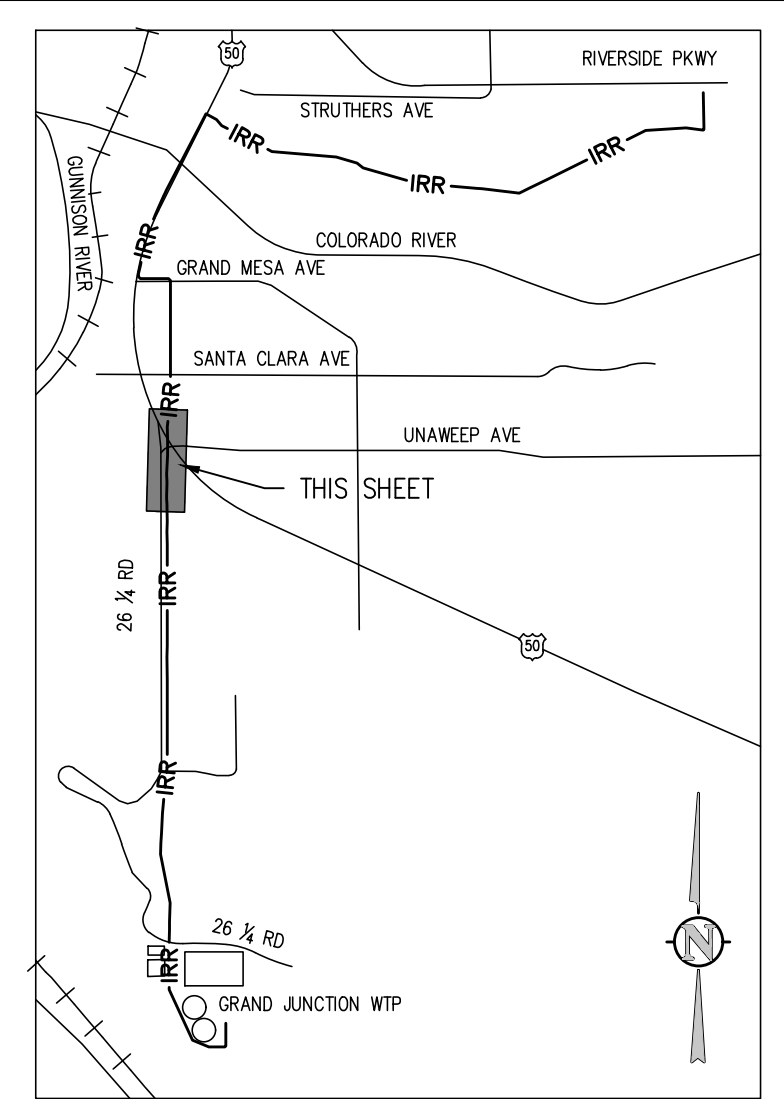 50
RIVERSIDE PKWY
STRUTHERS AVE
IRR
IRR
IRR
GUNNISON RIVER
IRR
COLORADO RIVER
GRAND MESA AVE
SANTA CLARA AVE
IRR
UNAWEEP AVE
THIS SHEET
26 ¼ RD
IRR
50
IRR
26 ¼ RD
N
IRR
GRAND JUNCTION WTP